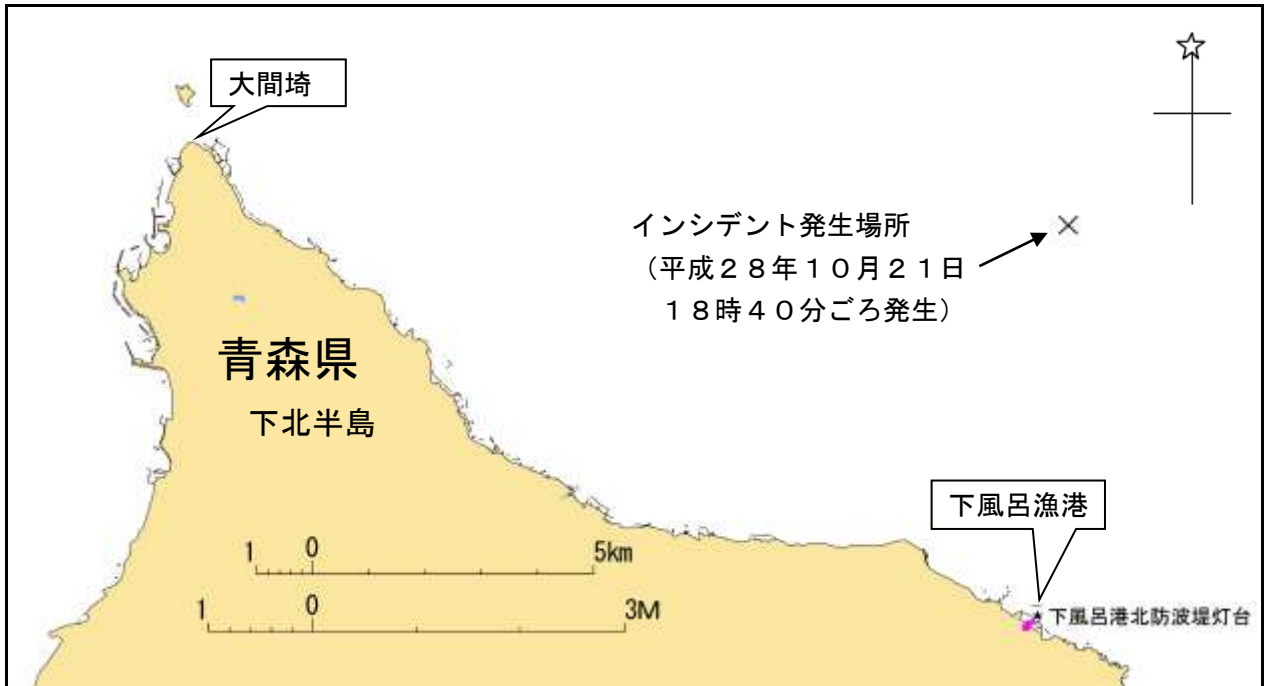 大間埼
インシデント発生場所
（平成２８年１０月２１日
１８時４０分ごろ発生）
青森県
下北半島
下風呂漁港
1 0 5km
1 0 3M
下風呂港北防波堤灯台